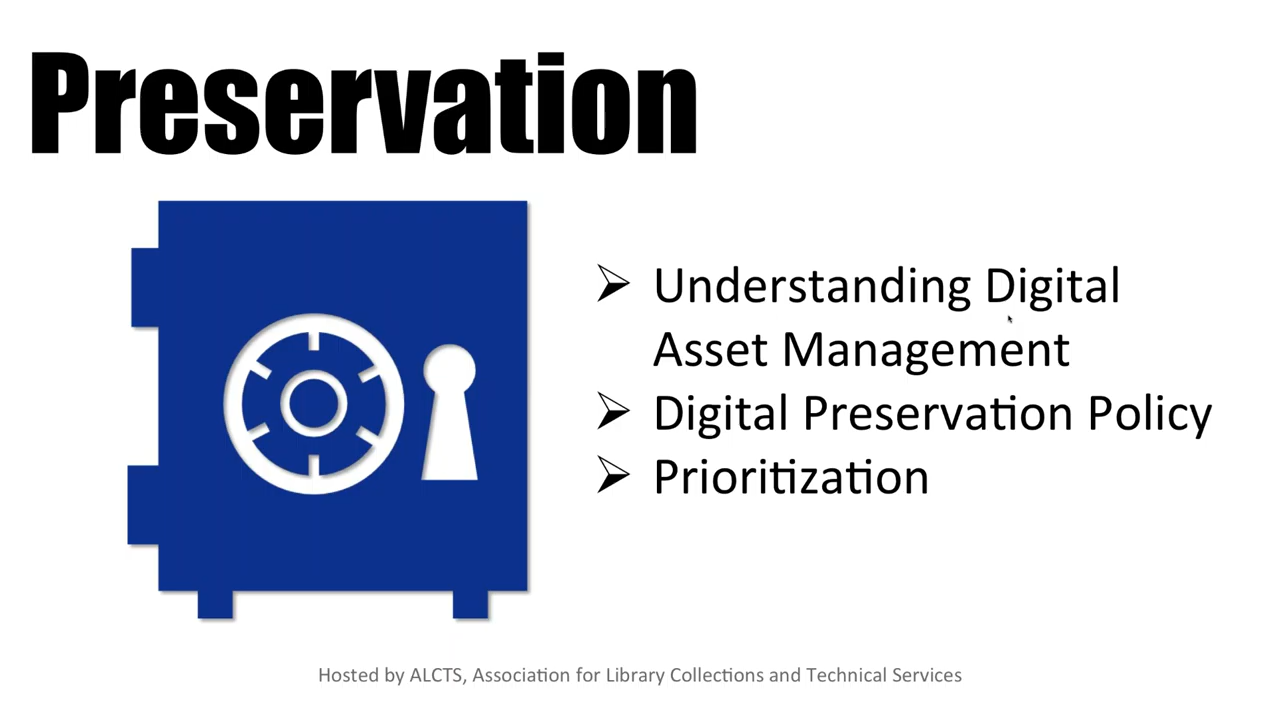 Preservation
➢ Understanding Digital
Asset Management
➢ Digital Preservation Policy
➢ Prioritization
Hosted by ALCTS, Association for Library Collections and Technical Services